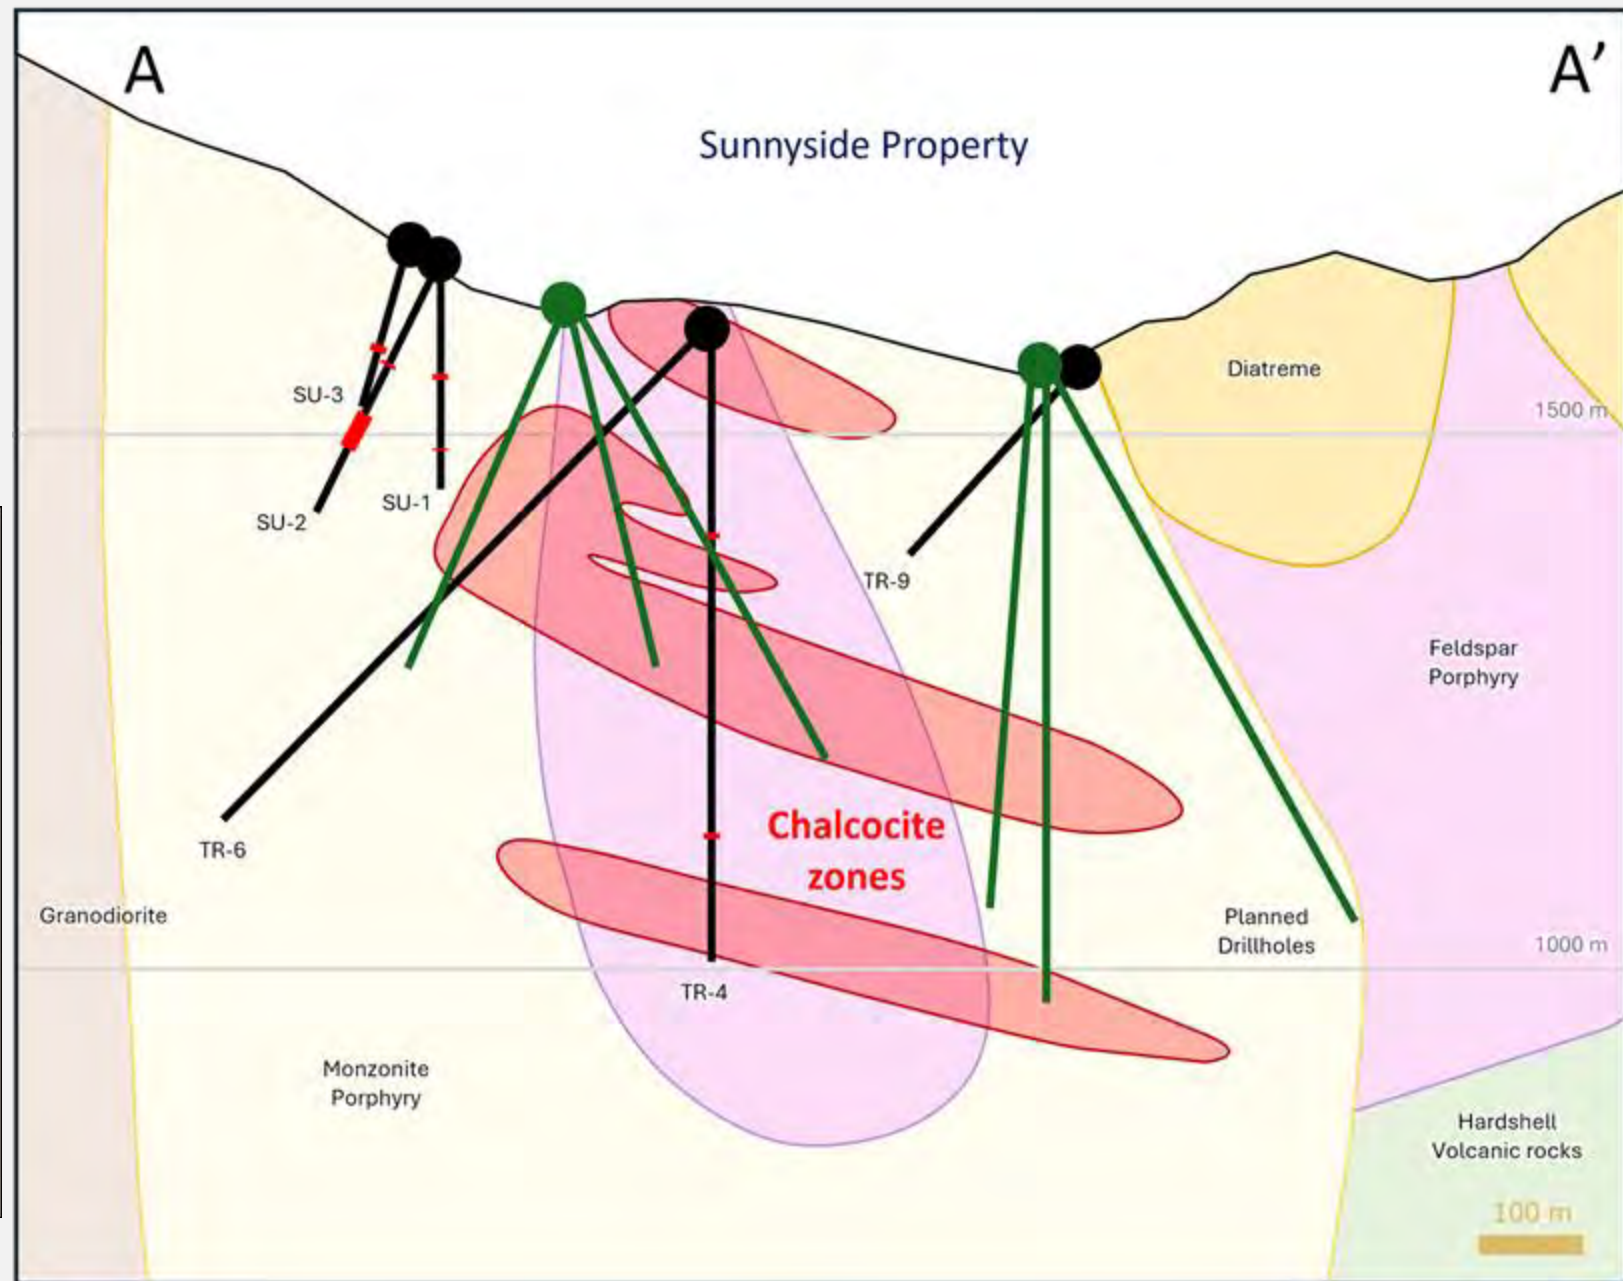 A
A’
Sunnyside Property
Diatreme
SU-3
1500 m
SU-1
SU-2
TR-9
Feldspar
Porphyry
Chalcocite
zones
TR-6
Granodiorite
Planned
Drillholes
1000 m
TR-4
Monzonite
Porphyry
Hardshell
Volcanic rocks
100 m